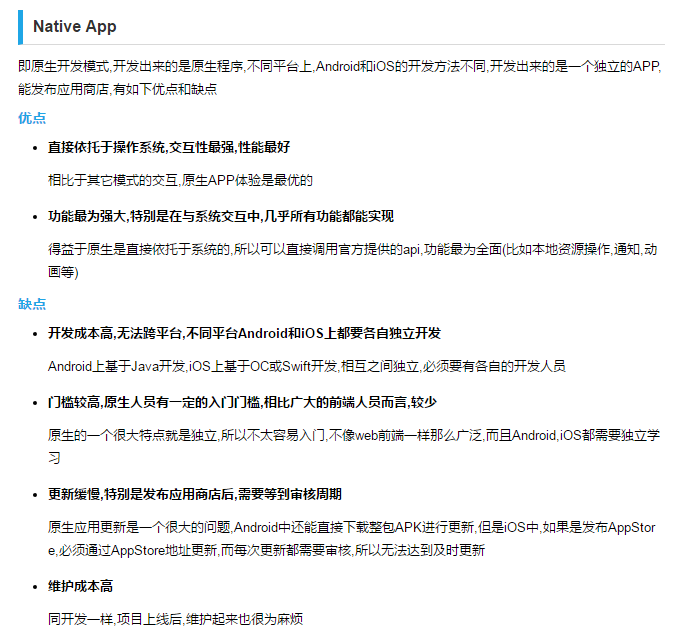 Native App
即原生开发模式,开发出来的是原生程序,不同平台上,Android和iOS的开发方法不同,开发出来的是一个独立的APP,
能发布应用商店,有如下优点和缺点
优点
直接依托于操作系统,交互性最强,性能最好
相比于其它模式的交互,原生APP体验是最优的
功能最为强大,特别是在与系统交互中,几乎所有功能都能实现
得益于原生是直接依托于系统的,所以可以直接调用官方提供的api,功能最为全面(比如本地资源操作,通知,动
画等)
缺点
开发成本高,无法跨平台,不同平台Android和iOS上都要各自独立开发
Android上基于Java开发,iOS上基于OC或Swift开发,相互之间独立,必须要有各自的开发人员
门槛较高,原生人员有一定的入门门槛,相比广大的前端人员而言,较少
原生的一个很大特点就是独立,所以不太容易入门,不像web前端一样那么广泛,而且Android,iOS都需要独立学
习
更新缓慢,特别是发布应用商店后,需要等到审核周期
原生应用更新是一个很大的问题,Android中还能直接下载整包APK进行更新,但是iOS中,如果是发布AppStor
e,必须通过AppStore地址更新,而每次更新都需要审核,所以无法达到及时更新
维护成本高
同开发一样,项目上线后,维护起来也很为麻烦